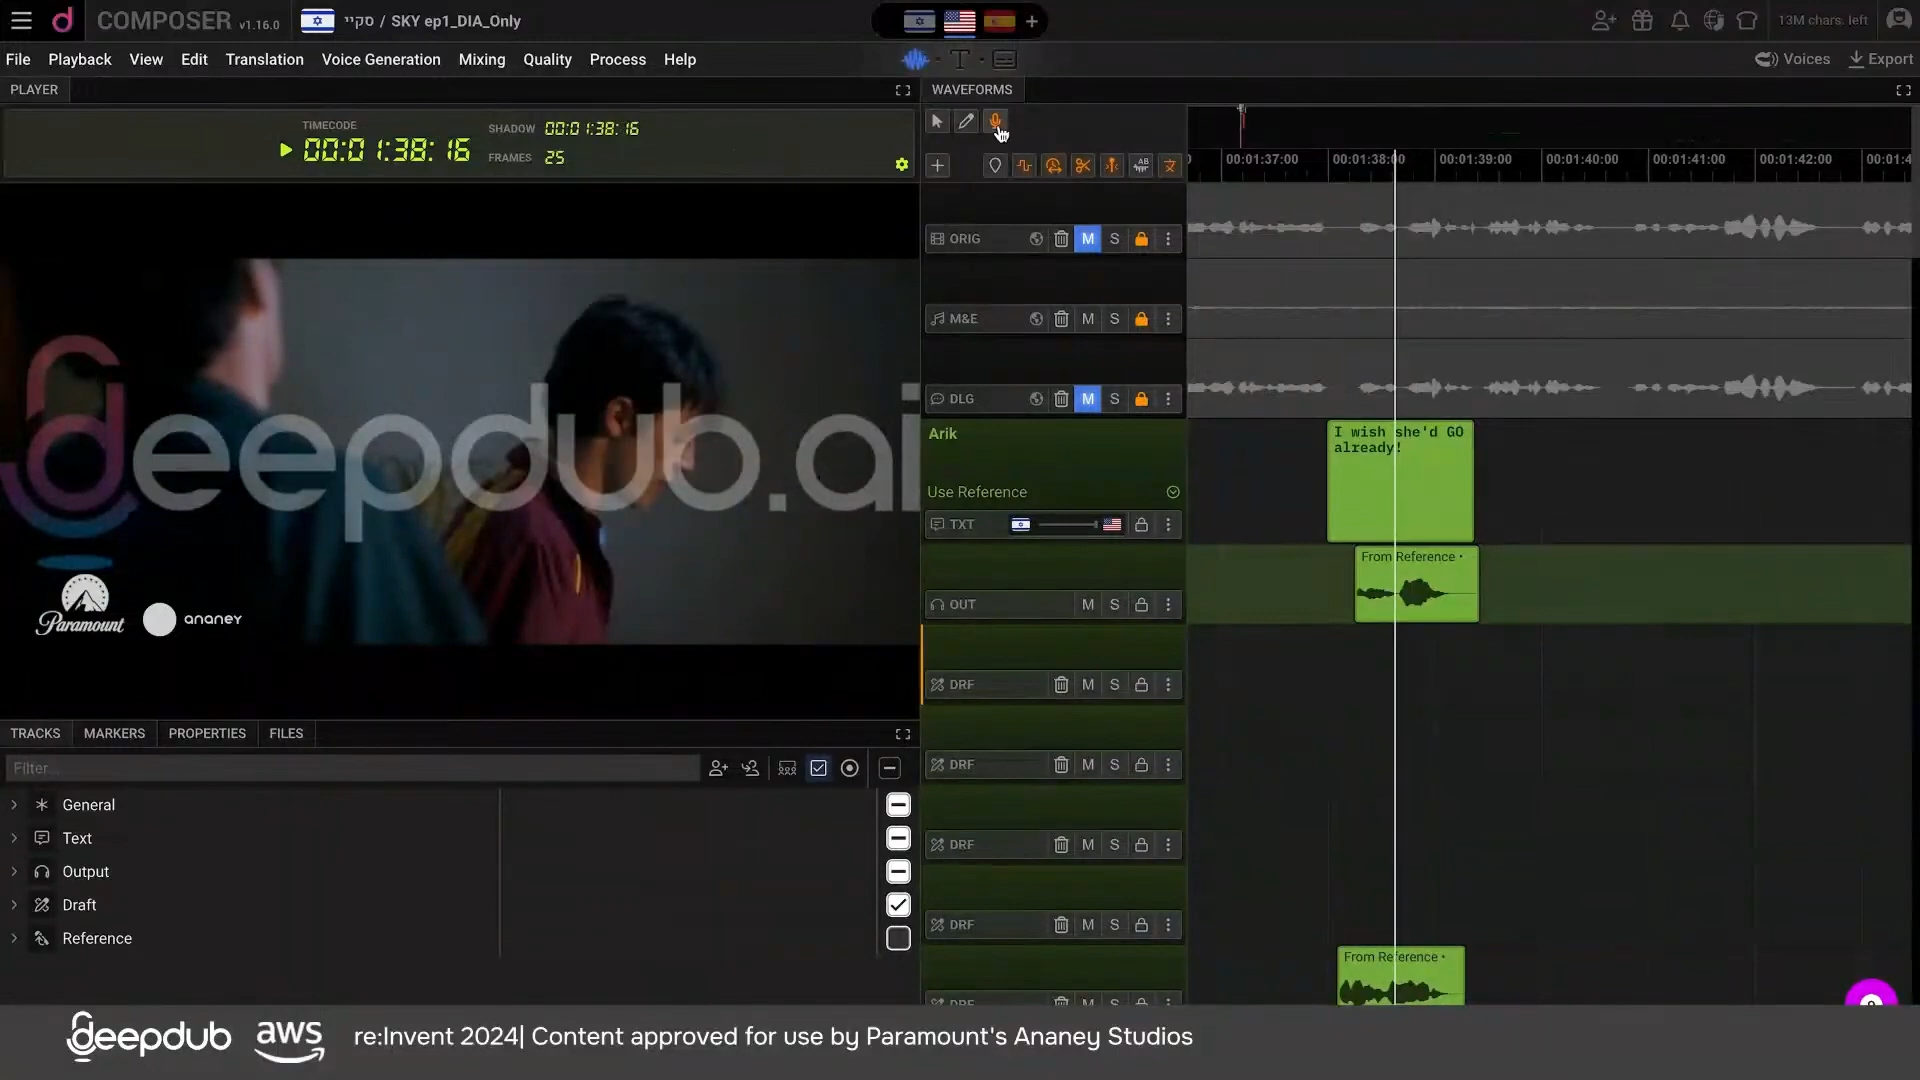 COMPOSER v1.16.0
סקיי / SKY ep1_DIA_Only
13M chars. left
File Playback View Edit Translation Voice Generation Mixing Quality Process Help
Voices Export
PLAYER
WAVEFORMS
TIMECODE
00:01:38:16
SHADOW 00:01:38:16
FRAMES 25
AB
00:01:37:00 00:01:38:00 00:01:39:00 00:01:40:00 00:01:41:00 00:01:42:00 00:01:4
ORIG M S
M&E M S
DLG M S
deepdub.ai
Paramount
ananey
Arik
I wish she'd GO
already!
Use Reference
TXT
From Reference •
OUT M S
DRF M S
DRF M S
DRF M S
DRF M S
From Reference •
DRF M S
TRACKS MARKERS PROPERTIES FILES
Filter...
General
Text
Output
Draft
Reference
deepdub aws re:Invent 2024| Content approved for use by Paramount's Ananey Studios